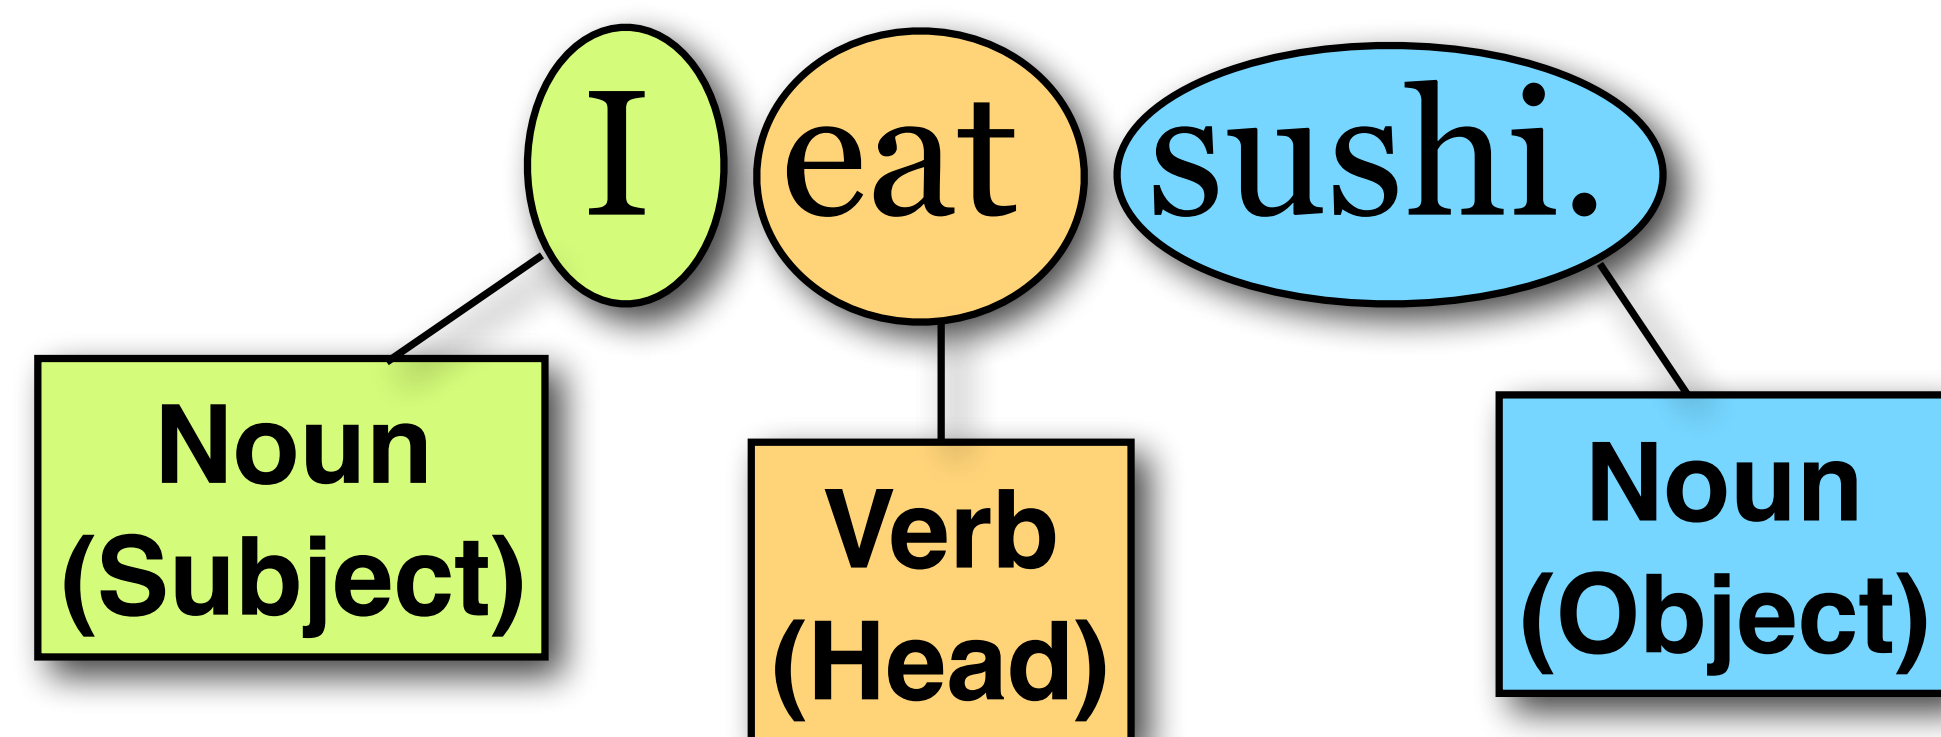 I eat sushi.
Noun
(Subject)
Verb
(Head)
Noun
(Object)